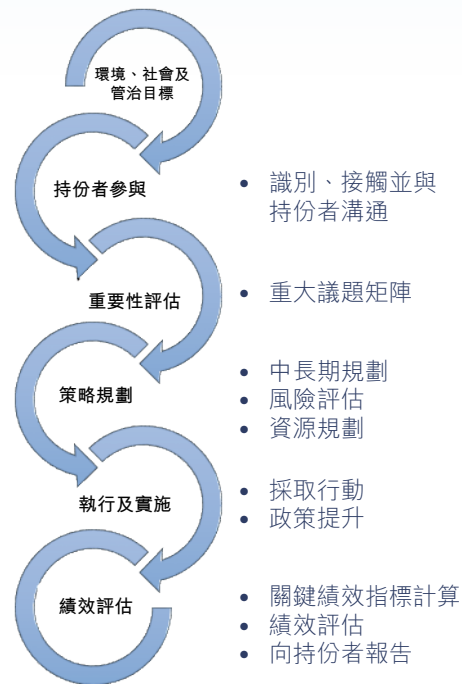 環境、社會及
管治目標
持份者參與
• 識別、接觸並與
持份者溝通
重要性評估
• 重大議題矩陣
策略規劃
• 中長期規劃
• 風險評估
• 資源規劃
執行及實施
• 採取行動
• 政策提升
績效評估
• 關鍵績效指標計算
• 績效評估
• 向持份者報告